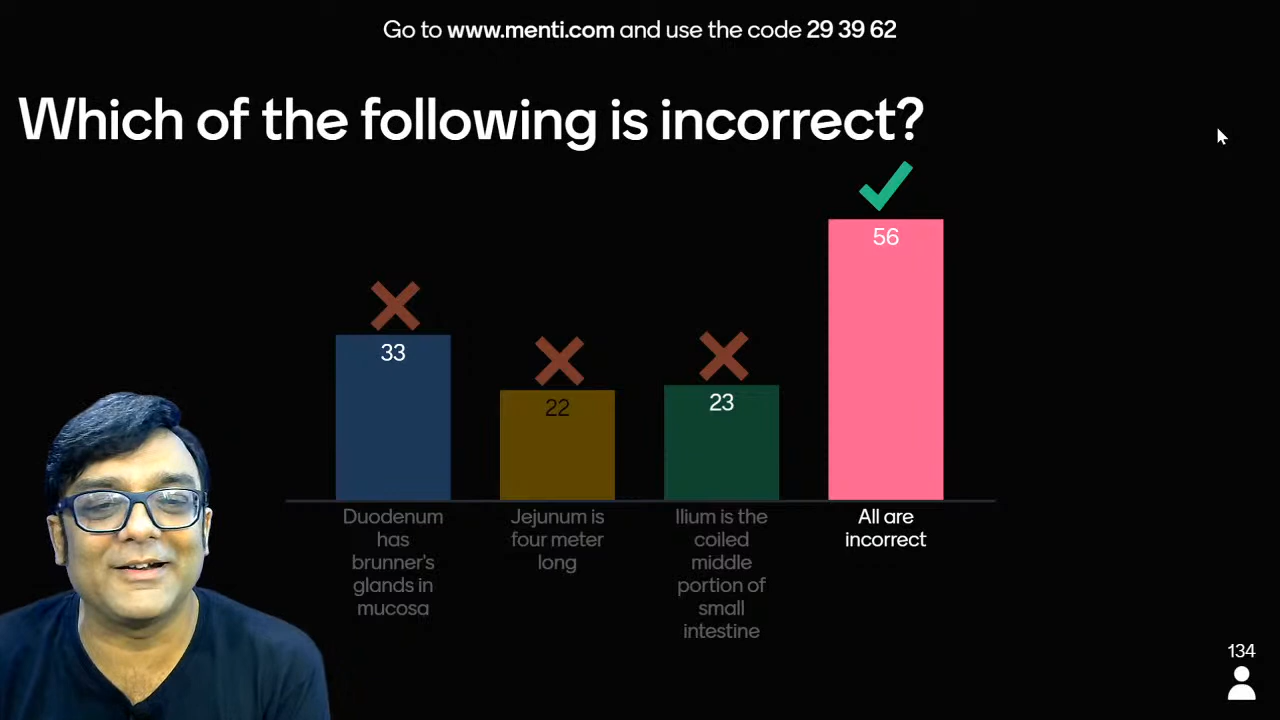 Go to www.menti.com and use the code 29 39 62
Which of the following is incorrect?
33
22
23
56
Duodenum
has
brunner's
glands in
mucosa
Jejunum is
four meter
long
Ilium is the
coiled
middle
portion of
small
intestine
All are
incorrect
134